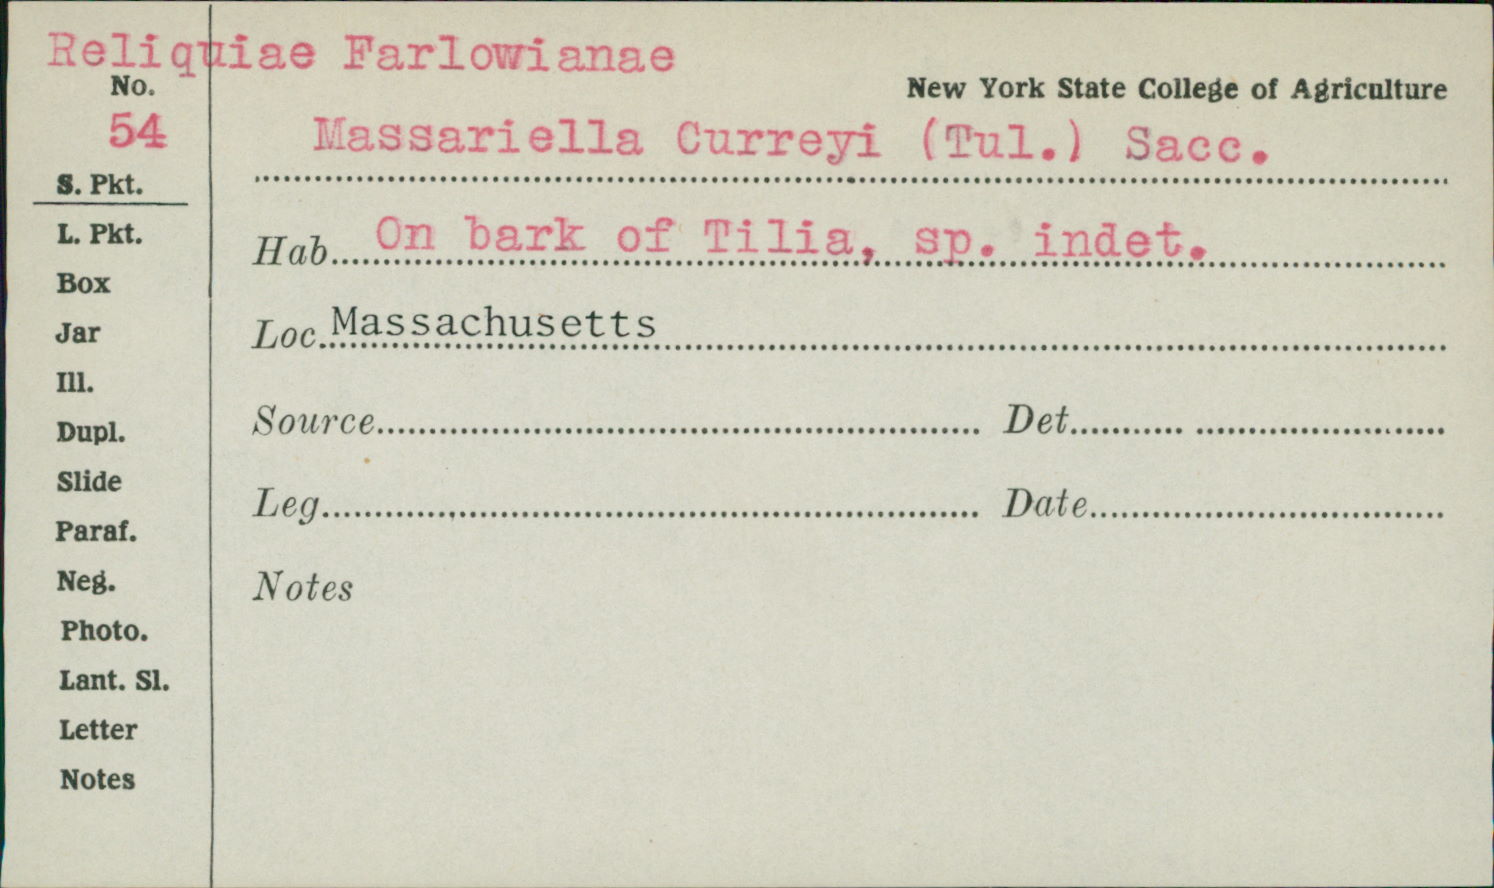 Reliquiae Farlowianae
No.
New York State College of Agriculture
54
Massariella Curreyi (Tul.) Sacc.
S. Pkt.
L. Pkt.
Hab. On bark of Tilia, sp. indet.
Box
Loc. Massachusetts
Jar
Ill.
Source Det.
Dupl.
Slide
Leg. Date
Paraf.
Neg.
Notes
Photo.
Lant. Sl.
Letter
Notes